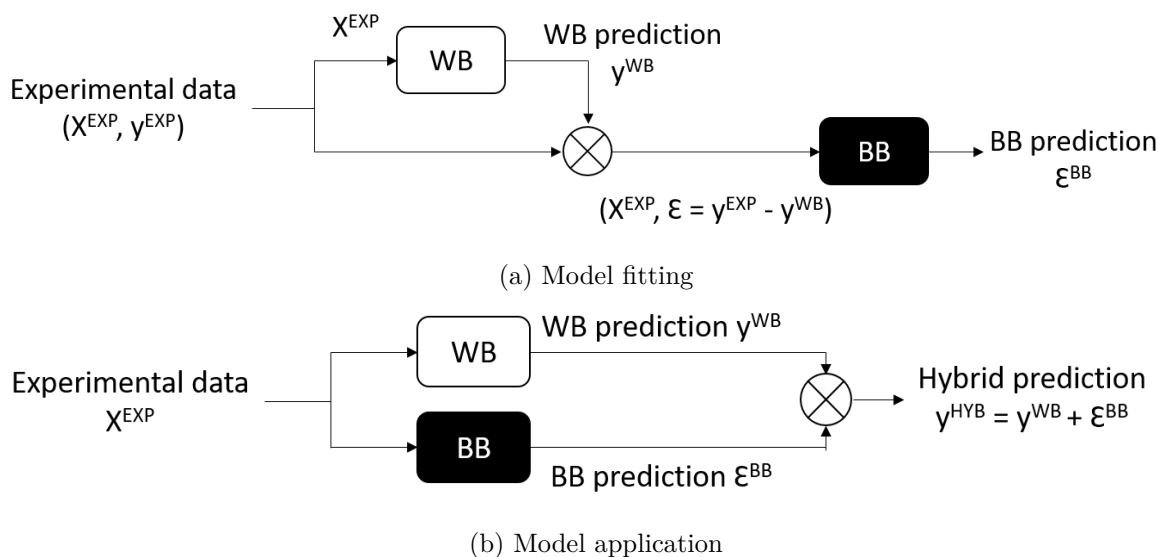 X^EXP
WB
WB prediction
y^WB
Experimental data
(X^EXP, y^EXP)
BB
BB prediction
Ɛ^BB
(X^EXP, Ɛ = y^EXP - y^WB)
(a) Model fitting
WB prediction y^WB
WB
Experimental data
X^EXP
Hybrid prediction
y^HYB = y^WB + Ɛ^BB
BB
BB prediction Ɛ^BB
(b) Model application